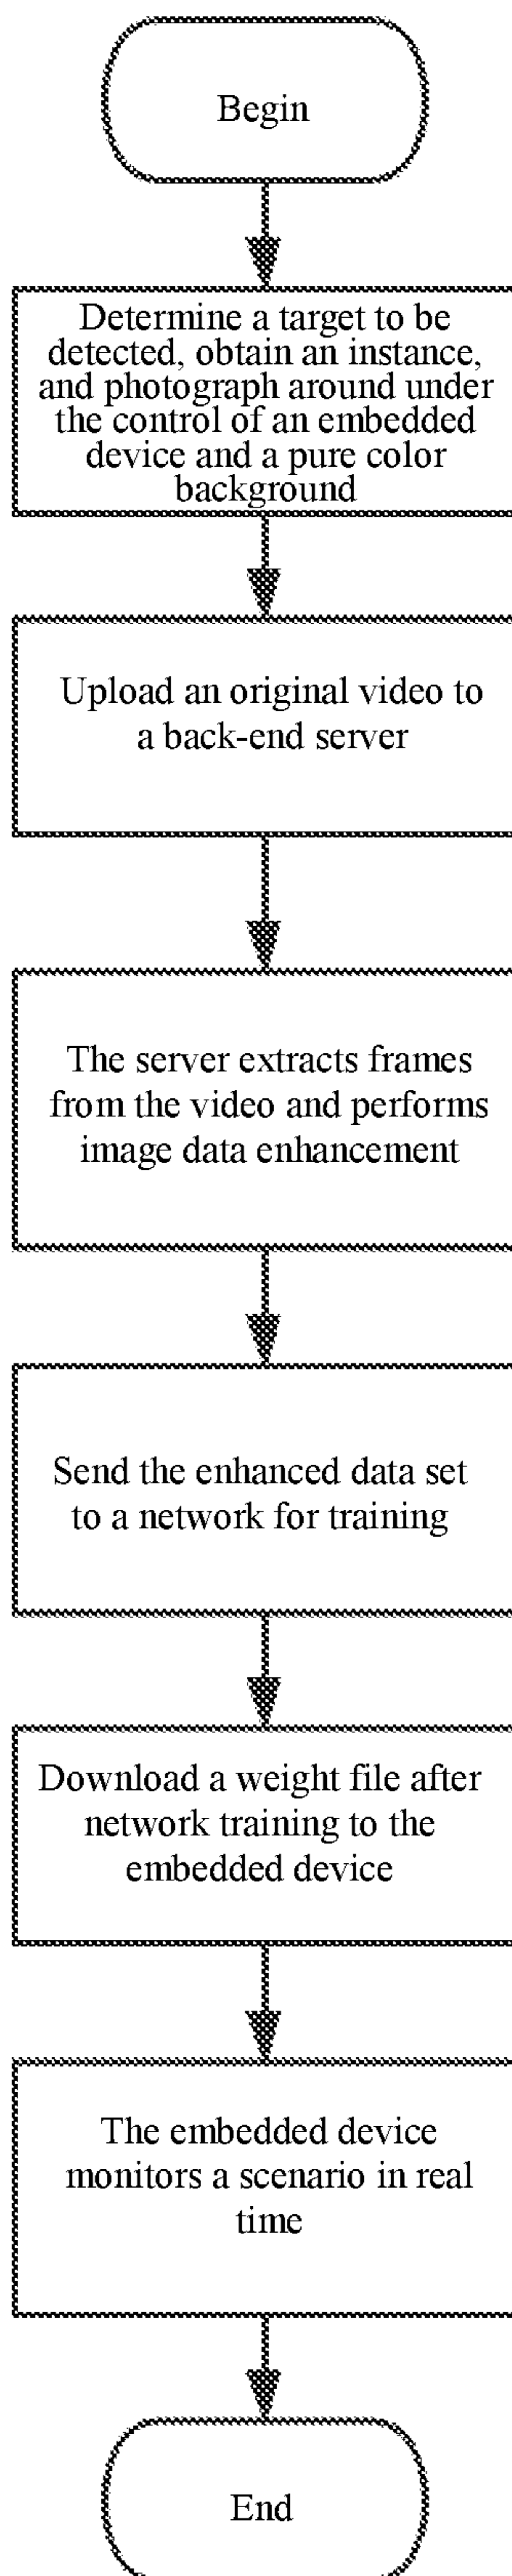 Begin
Determine a target to be
detected, obtain an instance,
and photograph around under
the control of an embedded
device and a pure color
background
Upload an original video to
a back-end server
The server extracts frames
from the video and performs
image data enhancement
Send the enhanced data set
to a network for training
Download a weight file after
network training to the
embedded device
The embedded device
monitors a scenario in real
time
End